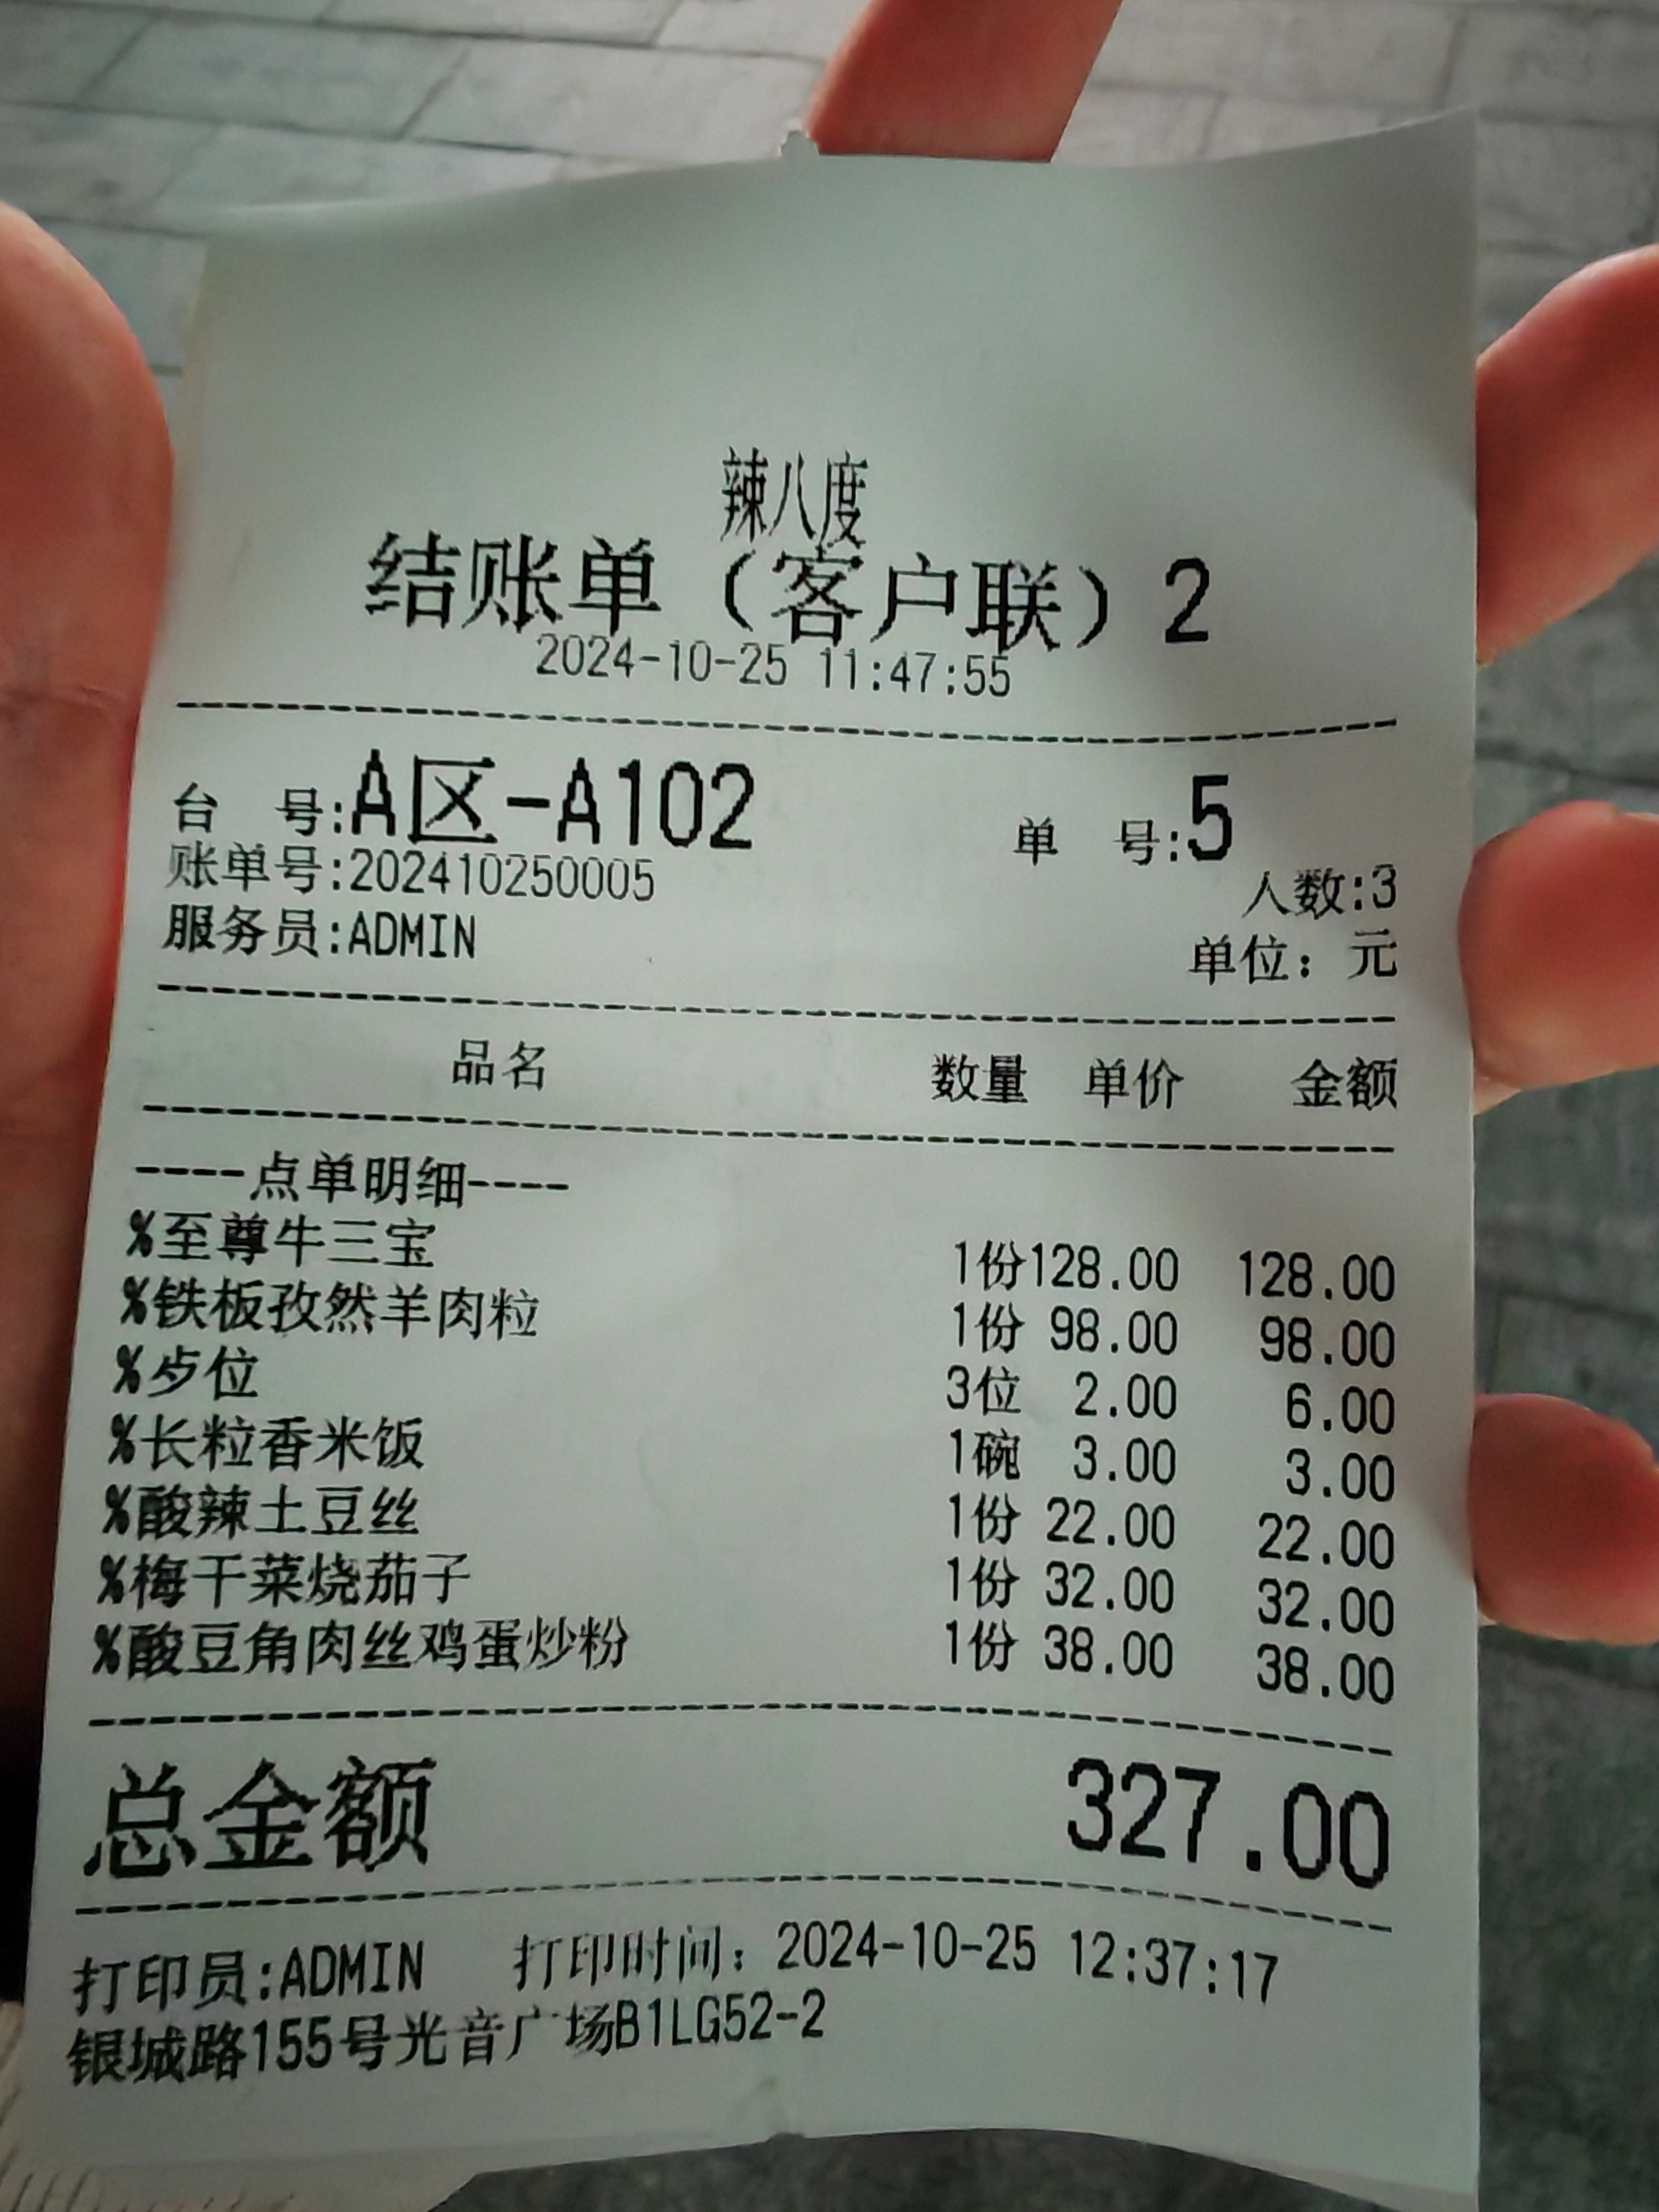 辣八度
结账单（客户联）2
2024-10-25 11:47:55
台 号:A区-A102 单 号:5
账单号:202410250005 人数:3
服务员:ADMIN 单位：元
品名 数量 单价 金额
----点单明细----
%至尊牛三宝 1份 128.00 128.00
%铁板孜然羊肉粒 1份 98.00 98.00
%歺位 3位 2.00 6.00
%长粒香米饭 1碗 3.00 3.00
%酸辣土豆丝 1份 22.00 22.00
%梅干菜烧茄子 1份 32.00 32.00
%酸豆角肉丝鸡蛋炒粉 1份 38.00 38.00
总金额 327.00
打印员:ADMIN 打印时间：2024-10-25 12:37:17
银城路155号光音广场B1LG52-2